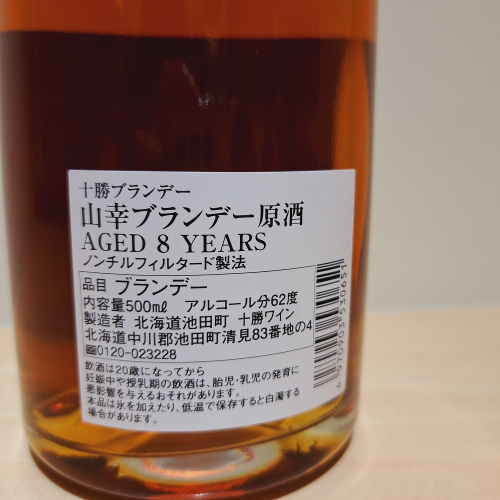 十勝ブランデー
山幸ブランデー原酒
AGED 8 YEARS
ノンチルフィルタード製法
品目 ブランデー
内容量500mℓ アルコール分62度
製造者 北海道池田町 十勝ワイン
北海道中川郡池田町清見83番地の4
0120-023228
飲酒は20歳になってから
妊娠中や授乳期の飲酒は、胎児・乳児の発育に
悪影響を与えるおそれがあります。
本品は氷を加えたり、低温で保存すると白濁する
場合があります。
4970903530651